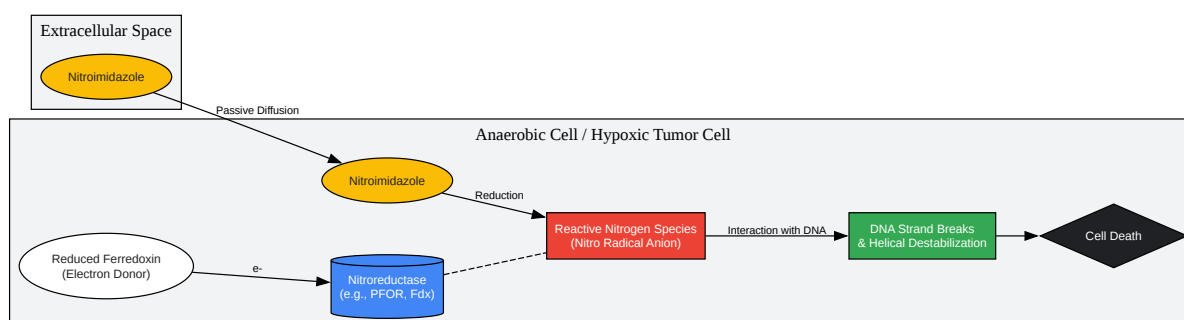 Extracellular Space
Nitroimidazole
Passive Diffusion
Anaerobic Cell / Hypoxic Tumor Cell
Nitroimidazole
Reduction
Reactive Nitrogen Species
(Nitro Radical Anion)
Interaction with DNA
DNA Strand Breaks
& Helical Destabilization
Cell Death
Reduced Ferredoxin
(Electron Donor)
e-
Nitroreductase
(e.g., PFOR, Fdx)